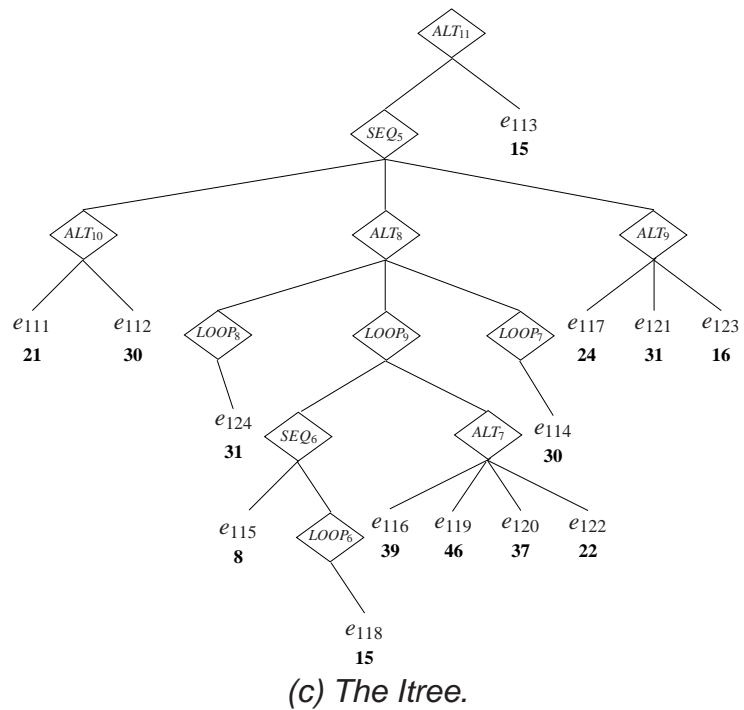 ALT11
SEQ5
e113
15
ALT10 ALT8 ALT9
e111 e112 LOOP8 LOOP9 LOOP7 e117 e121 e123
21 30 24 31 16
e124 SEQ6 ALT7 e114
31 30
e115 LOOP6 e116 e119 e120 e122
8 39 46 37 22
e118
15
(c) The Itree.